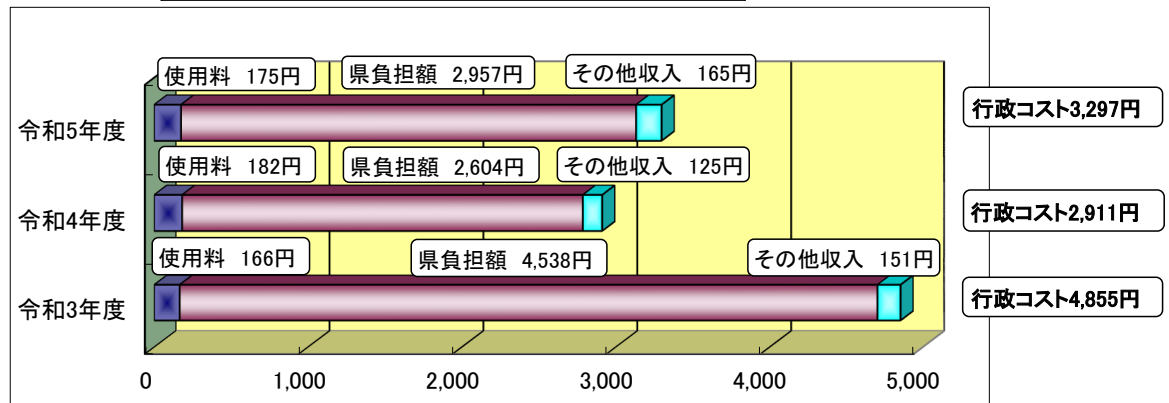 使用料 175円
県負担額 2,957円
その他収入 165円
行政コスト3,297円
令和5年度
使用料 182円
県負担額 2,604円
その他収入 125円
行政コスト2,911円
令和4年度
使用料 166円
県負担額 4,538円
その他収入 151円
行政コスト4,855円
令和3年度
0 1,000 2,000 3,000 4,000 5,000